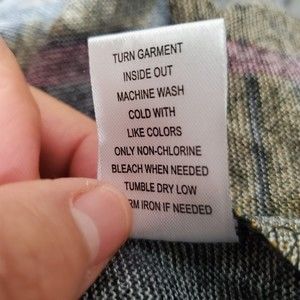 TURN GARMENT
INSIDE OUT
MACHINE WASH
COLD WITH
LIKE COLORS
ONLY NON-CHLORINE
BLEACH WHEN NEEDED
TUMBLE DRY LOW
RM IRON IF NEEDED